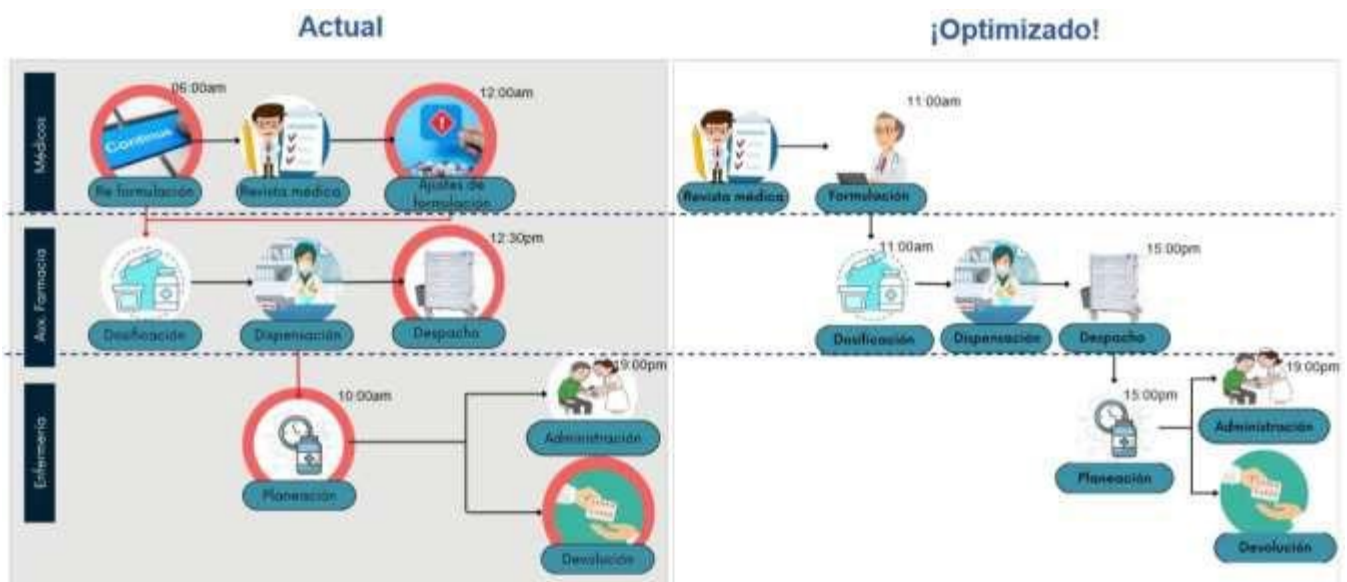 Actual
¡Optimizado!
Médicos
06:00am
Continue
Re formulación
Revista médica
12:00am
Ajustes de
formulación
Revista médica
11:00am
Formulación
Aux. Farmacia
Dosificación
Dispensación
12:30pm
Despacho
11:00am
Dosificación
Dispensación
15:00pm
Despacho
Enfermería
10:00am
Planeación
19:00pm
Administración
Devolución
15:00pm
Planeación
19:00pm
Administración
Devolución